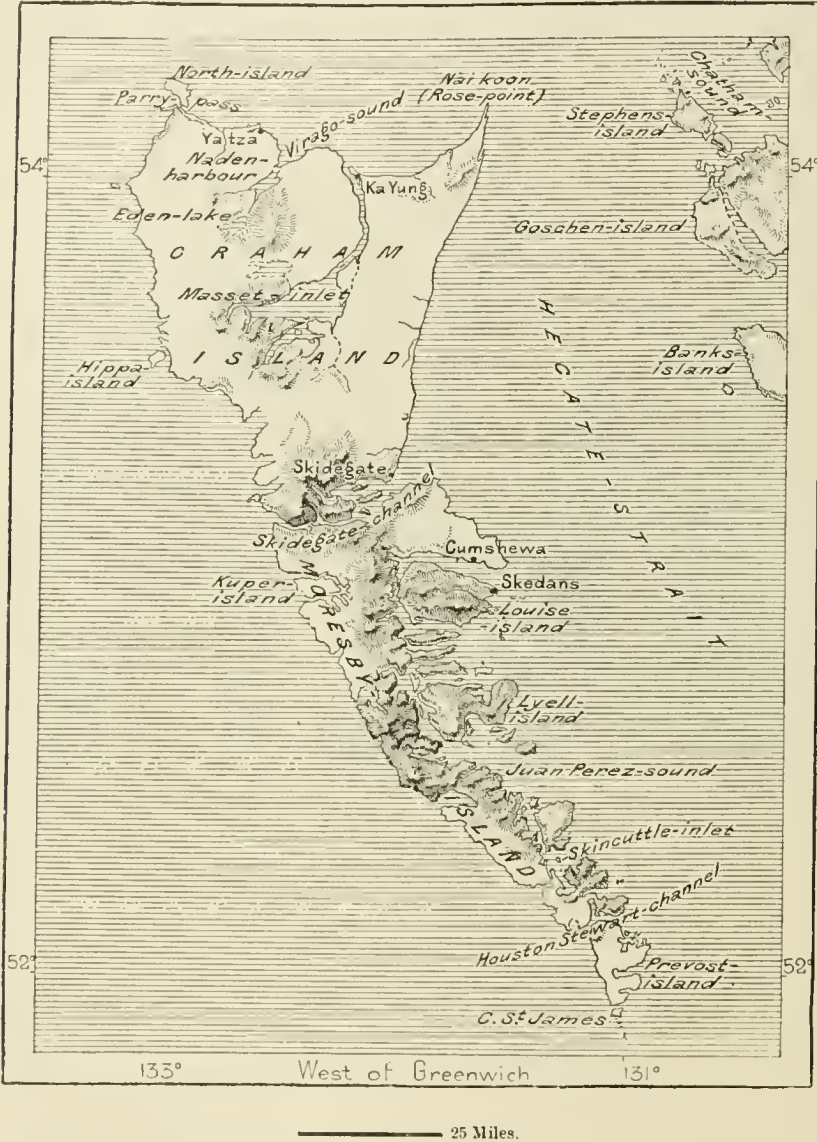 North-island
Parry-pass
Naikoon
(Rose-point)
Chatham-
sound
Virago-sound
Yatza
Stephens-
island
Naden-
harbour
54°
54°
Ka Yung
Eden-lake
Goschen-island
GRAHAM
ISLAND
Masset-inlet
HECATE-STRAIT
Hippa-
island
Banks-
island
Skidegate
Skidegate-channel
Cumshewa
Kuper-
island
Skedans
Louise
island
MORESBY
ISLAND
Lyell-
island
Juan Perez-sound
Skincuttle-inlet
Houston Stewart-channel
52°
52°
Prevost-
island
C. St. James
133°
West of Greenwich
131°
25 Miles.